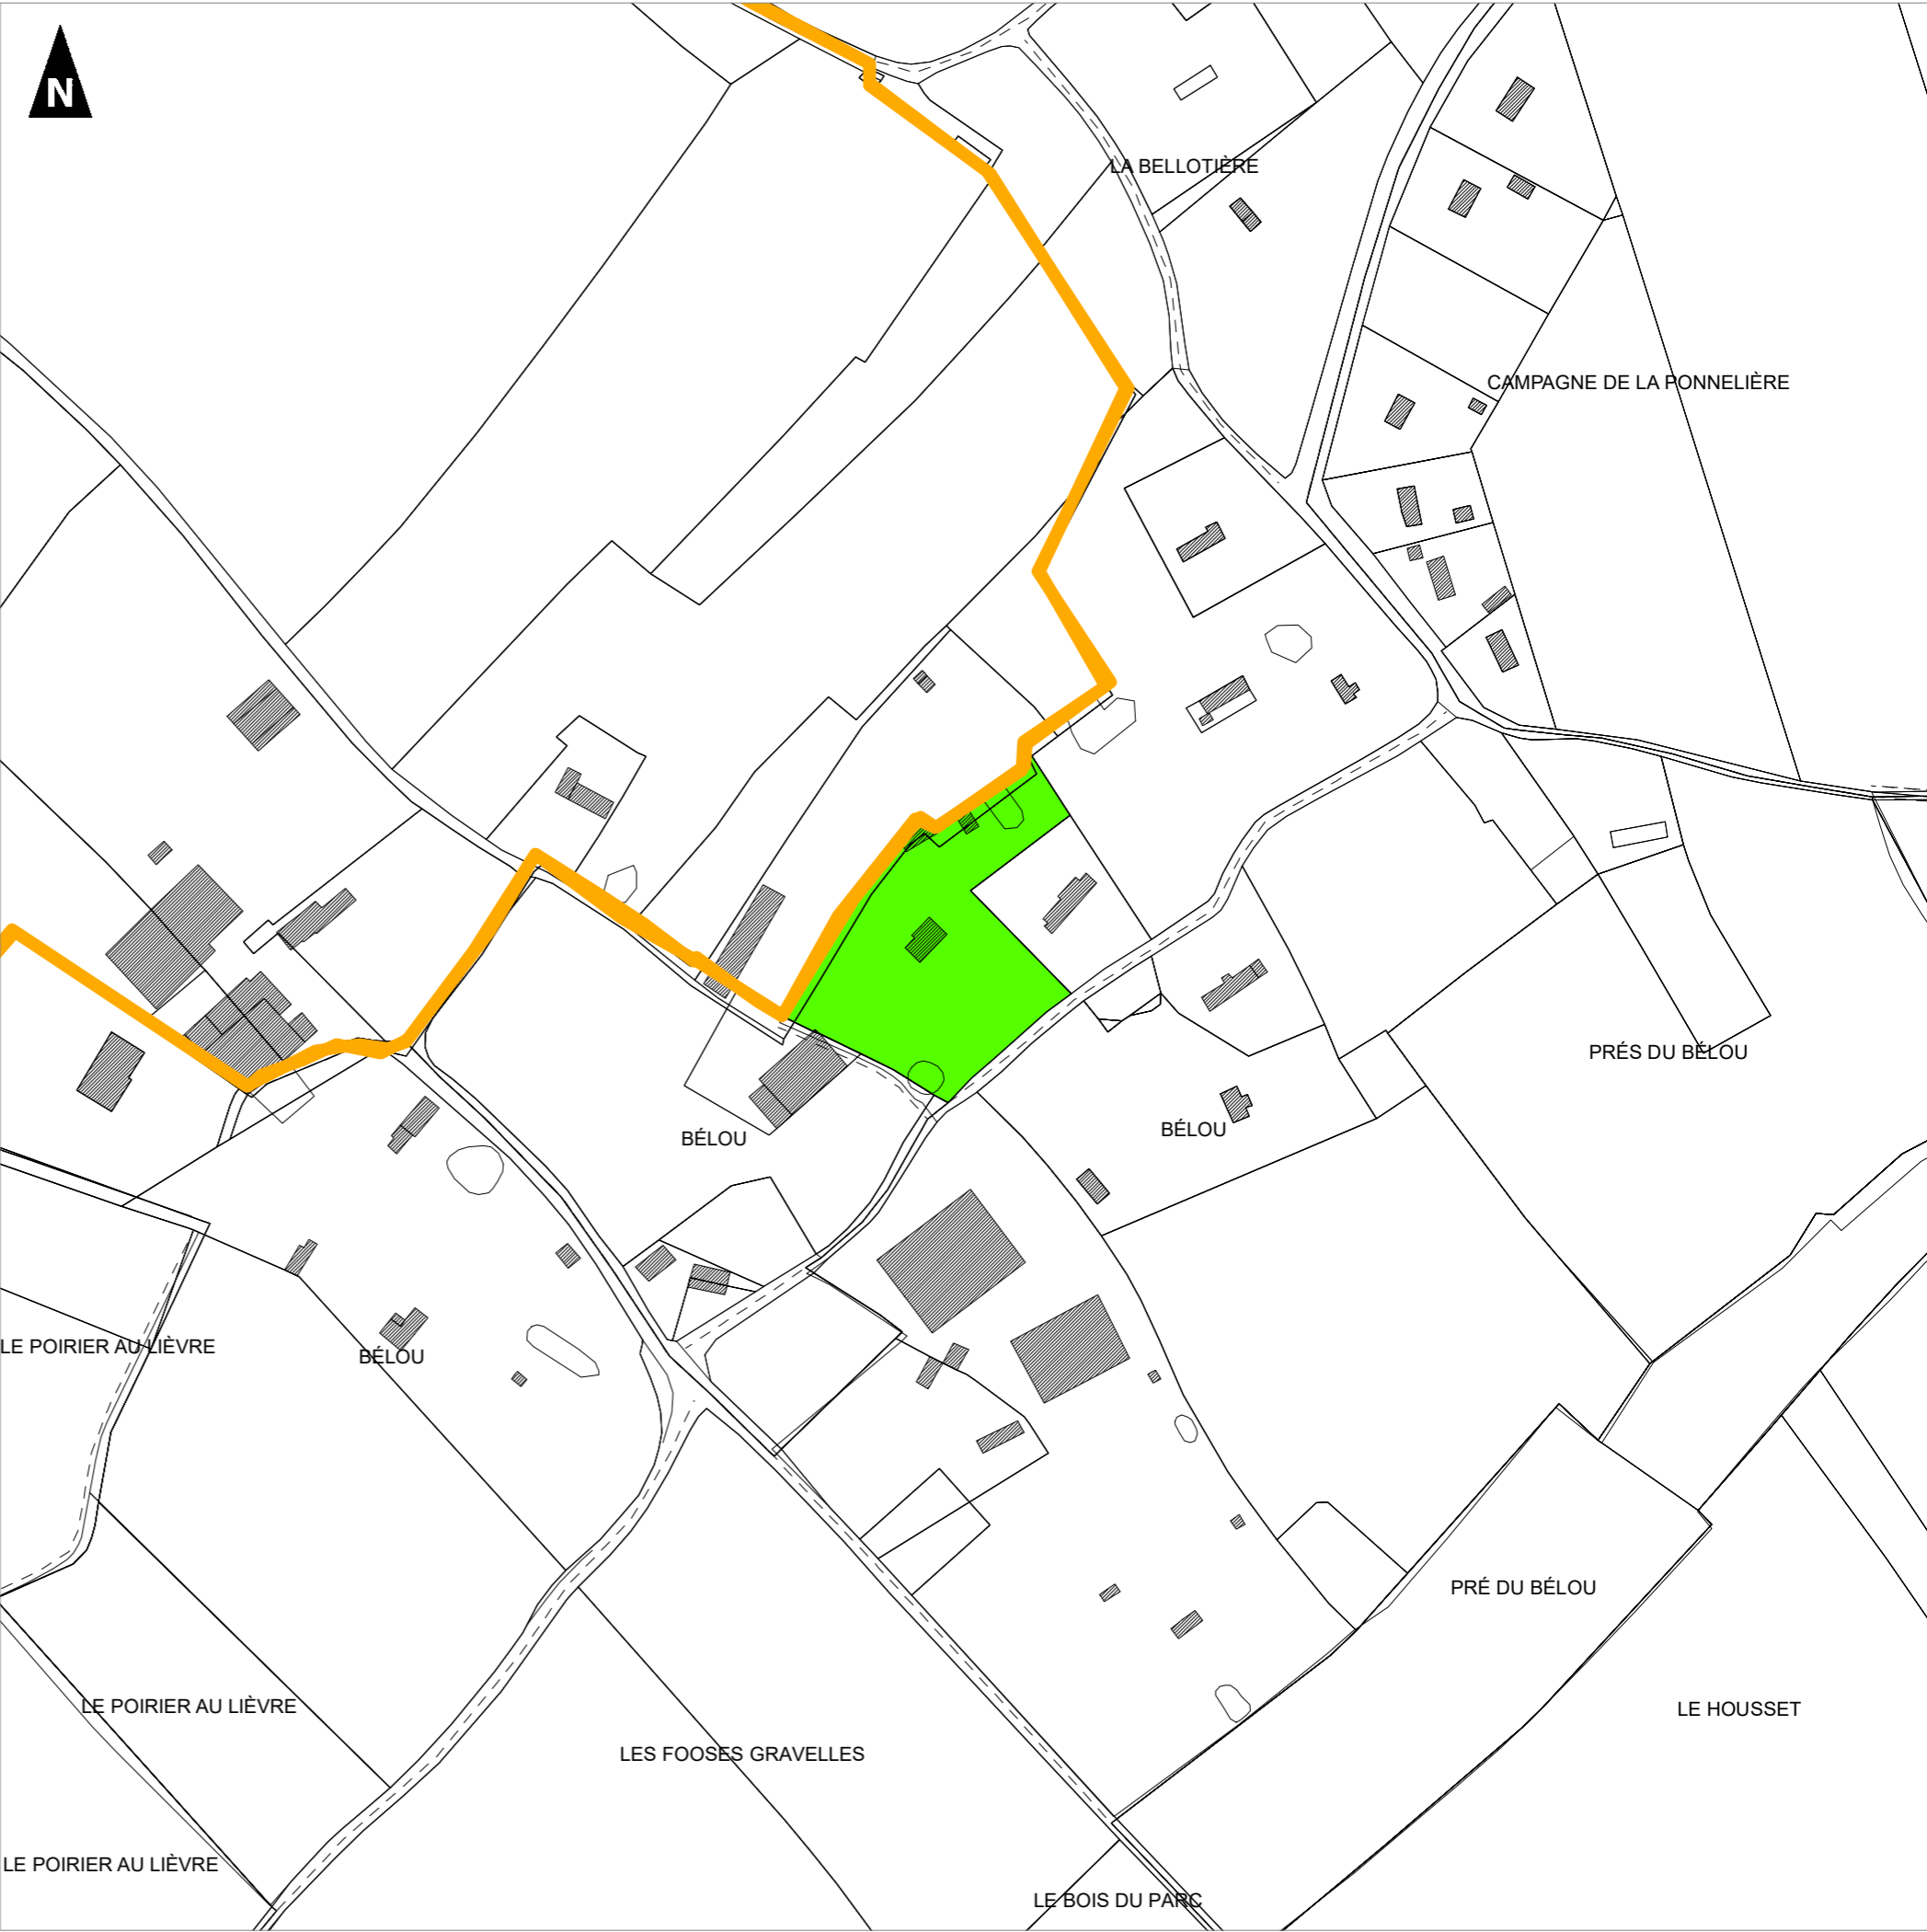 N
LA BELLOTIÈRE
CAMPAGNE DE LA PONNELIÈRE
PRÉS DU BÉLOU
BÉLOU
BÉLOU
LE POIRIER AU LIÈVRE
BÉLOU
PRÉ DU BÉLOU
LE POIRIER AU LIÈVRE
LE HOUSSET
LES FOOSES GRAVELLES
LE POIRIER AU LIÈVRE
LE BOIS DU PARC